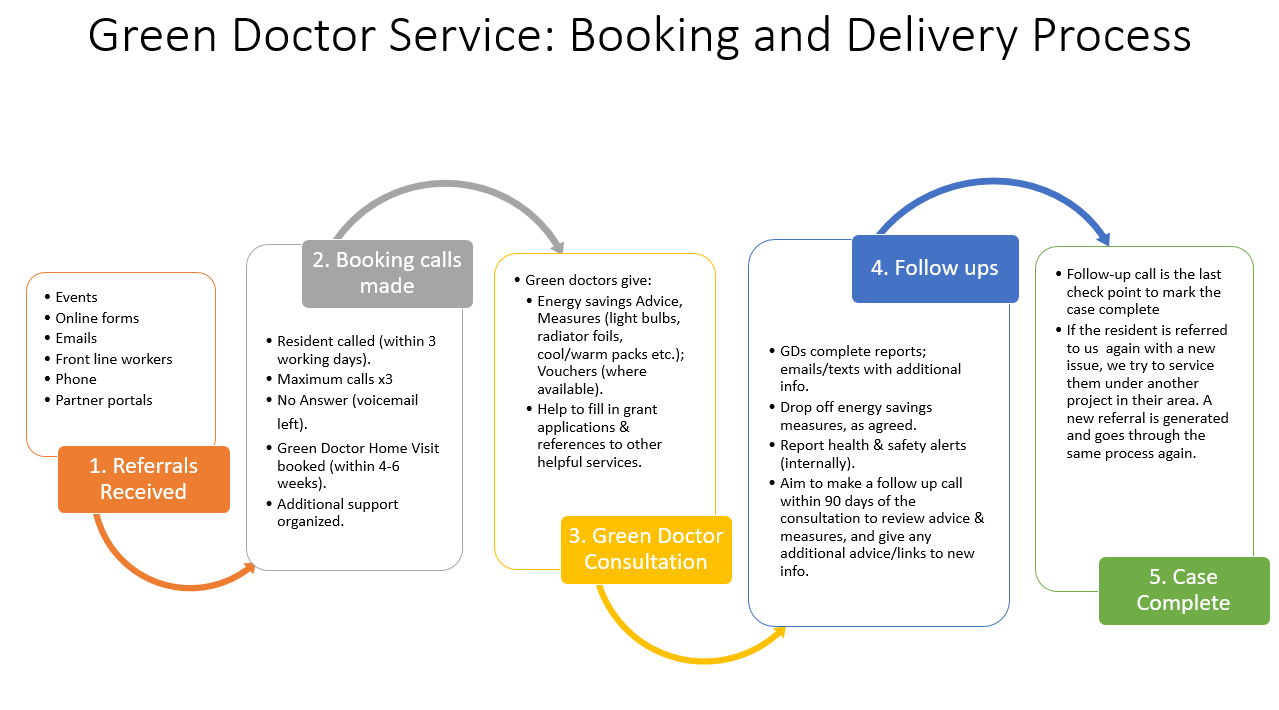 Green Doctor Service: Booking and Delivery Process
• Events
• Online forms
• Emails
• Front line workers
• Phone
• Partner portals
1. Referrals
Received
2. Booking calls
made
• Resident called (within 3
working days).
• Maximum calls x3
• No Answer (voicemail
left).
• Green Doctor Home Visit
booked (within 4-6
weeks).
• Additional support
organized.
• Green doctors give:
• Energy savings Advice,
Measures (light bulbs,
radiator foils,
cool/warm packs etc.);
Vouchers (where
available).
• Help to fill in grant
applications &
references to other
helpful services.
3. Green Doctor
Consultation
4. Follow ups
• GDs complete reports;
emails/texts with additional
info.
• Drop off energy savings
measures, as agreed.
• Report health & safety alerts
(internally).
• Aim to make a follow up call
within 90 days of the
consultation to review advice &
measures, and give any
additional advice/links to new
info.
• Follow-up call is the last
check point to mark the
case complete
• If the resident is referred
to us  again with a new
issue, we try to service
them under another
project in their area. A
new referral is generated
and goes through the
same process again.
5. Case
Complete